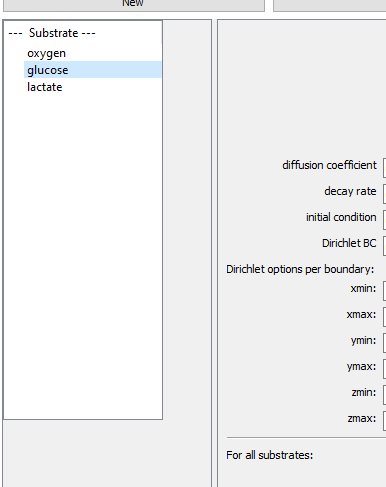 New
--- Substrate ---
oxygen
glucose
lactate
diffusion coefficient
decay rate
initial condition
Dirichlet BC
Dirichlet options per boundary:
xmin:
xmax:
ymin:
ymax:
zmin:
zmax:
For all substrates: